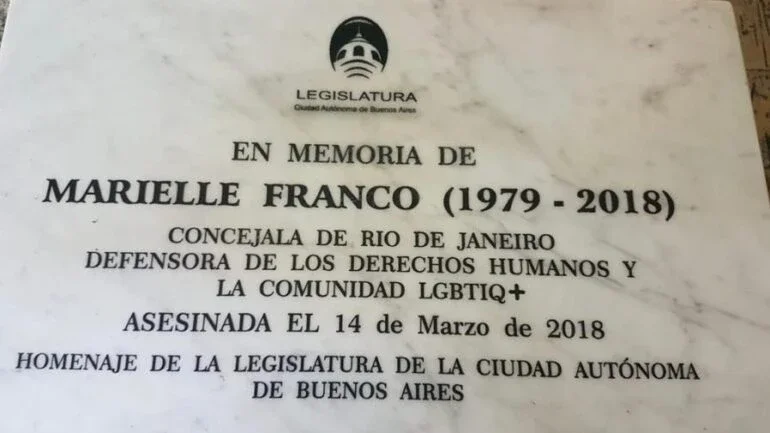 LEGISLATURA
Ciudad Autónoma de Buenos Aires
EN MEMORIA DE
MARIELLE FRANCO (1979 - 2018)
CONCEJALA DE RIO DE JANEIRO
DEFENSORA DE LOS DERECHOS HUMANOS Y
LA COMUNIDAD LGBTIQ+
ASESINADA EL 14 de Marzo de 2018
HOMENAJE DE LA LEGISLATURA DE LA CIUDAD AUTÓNOMA
DE BUENOS AIRES